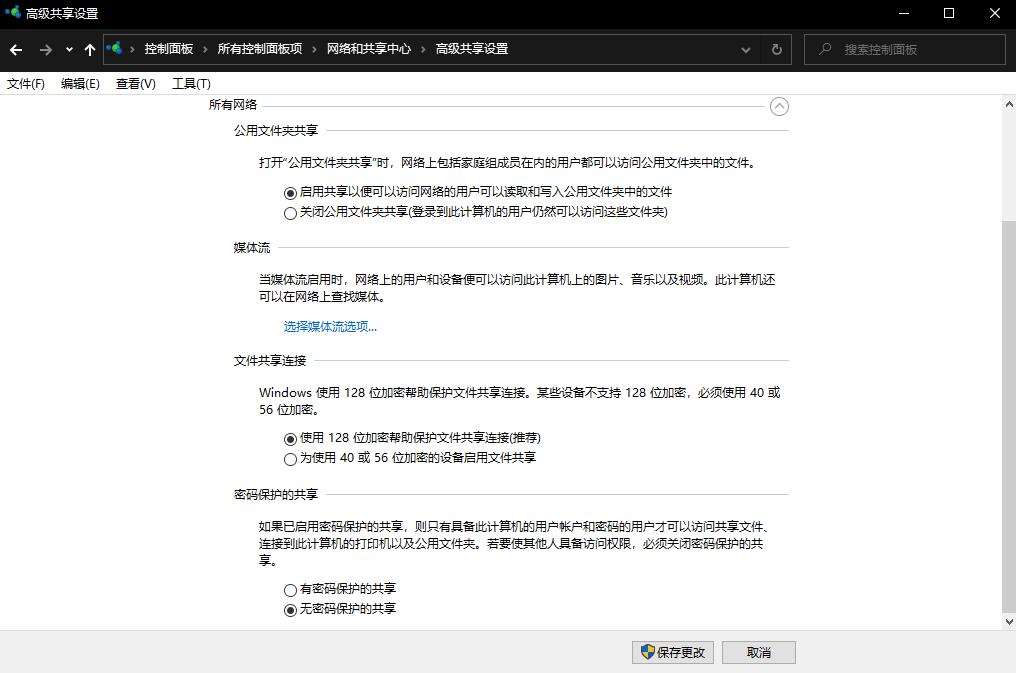 高级共享设置
控制面板 › 所有控制面板项 › 网络和共享中心 › 高级共享设置
搜索控制面板
文件(F) 编辑(E) 查看(V) 工具(T)
所有网络
公用文件夹共享
打开“公用文件夹共享”时，网络上包括家庭组成员在内的用户都可以访问公用文件夹中的文件。
启用共享以便可以访问网络的用户可以读取和写入公用文件夹中的文件
关闭公用文件夹共享(登录到此计算机的用户仍然可以访问这些文件夹)
媒体流
当媒体流启用时，网络上的用户和设备便可以访问此计算机上的图片、音乐以及视频。此计算机还
可以在网络上查找媒体。
选择媒体流选项...
文件共享连接
Windows 使用 128 位加密帮助保护文件共享连接。某些设备不支持 128 位加密，必须使用 40 或
56 位加密。
使用 128 位加密帮助保护文件共享连接(推荐)
为使用 40 或 56 位加密的设备启用文件共享
密码保护的共享
如果已启用密码保护的共享，则只有具备此计算机的用户帐户和密码的用户才可以访问共享文件、
连接到此计算机的打印机以及公用文件夹。若要使其他人具备访问权限，必须关闭密码保护的共
享。
有密码保护的共享
无密码保护的共享
保存更改 取消